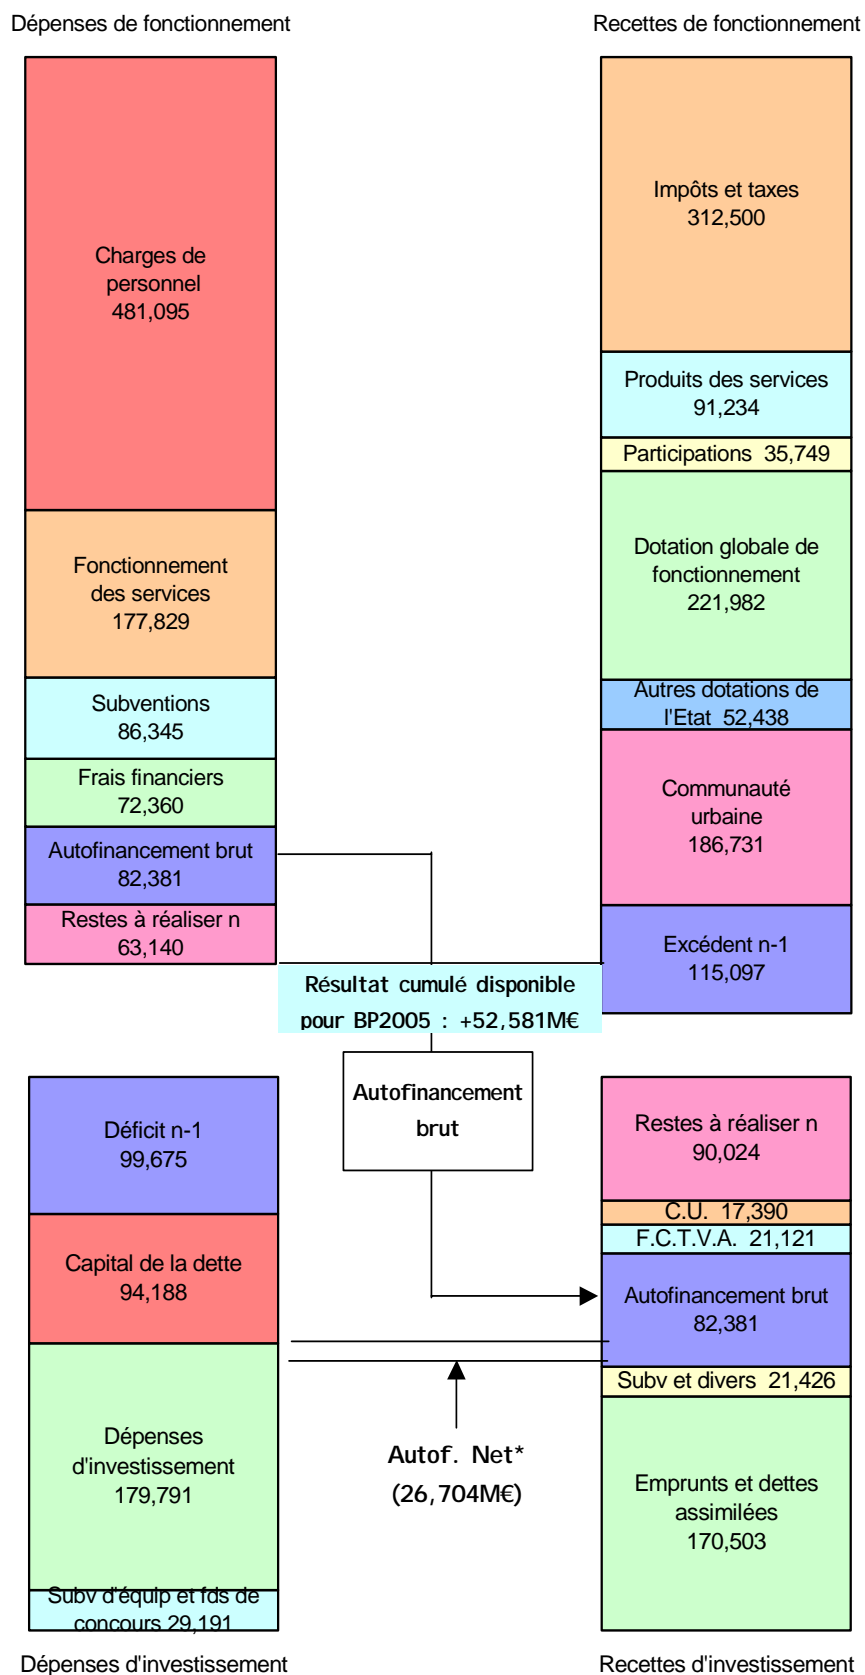 Dépenses de fonctionnement
Recettes de fonctionnement
Charges de
personnel
481,095
Fonctionnement
des services
177,829
Subventions
86,345
Frais financiers
72,360
Autofinancement brut
82,381
Restes à réaliser n
63,140
Impôts et taxes
312,500
Produits des services
91,234
Participations 35,749
Dotation globale de
fonctionnement
221,982
Autres dotations de
l'Etat 52,438
Communauté
urbaine
186,731
Excédent n-1
115,097
Résultat cumulé disponible
pour BP2005 : +52,581M€
Autofinancement
brut
Déficit n-1
99,675
Capital de la dette
94,188
Dépenses
d'investissement
179,791
Subv d'équip et fds de
concours 29,191
Autof. Net*
(26,704M€)
Restes à réaliser n
90,024
C.U. 17,390
F.C.T.V.A. 21,121
Autofinancement brut
82,381
Subv et divers 21,426
Emprunts et dettes
assimilées
170,503
Dépenses d'investissement
Recettes d'investissement